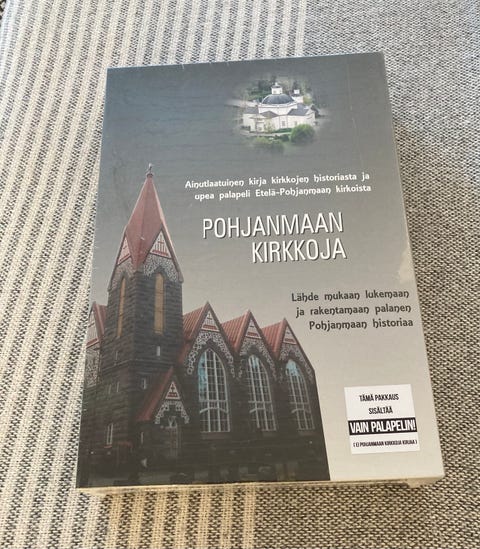 Ainutlaatuinen kirja kirkkojen historiasta ja
upea palapeli Etelä-Pohjanmaan kirkoista
POHJANMAAN
KIRKKOJA
Lähde mukaan lukemaan
ja rakentamaan palanen
Pohjanmaan historiaa
TÄMÄ PAKKAUS
SISÄLTÄÄ
VAIN PALAPELIN!
( EI POHJANMAAN KIRKKOJA KIRJAA )